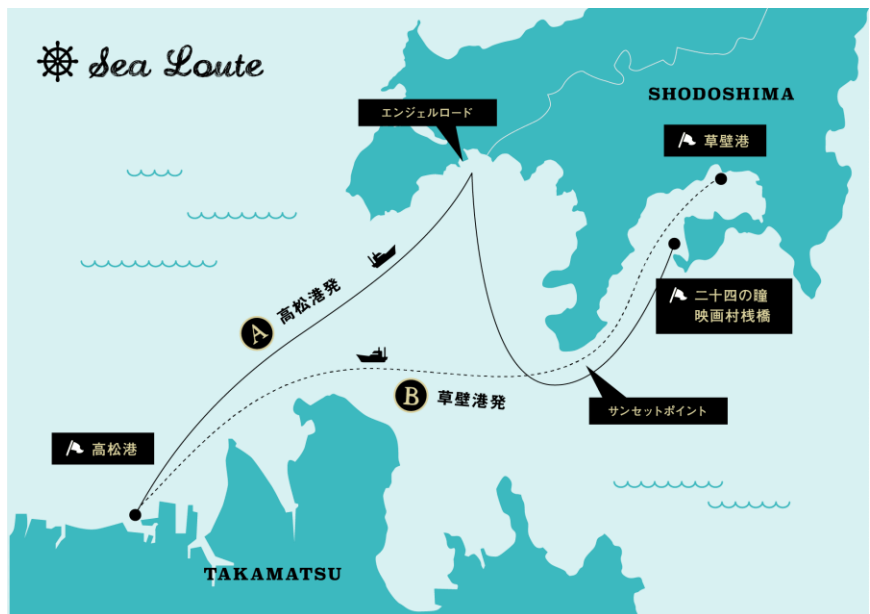 Sea Loute
SHODOSHIMA
エンジェルロード
草壁港
二十四の瞳
映画村桟橋
A 高松港発
B 草壁港発
サンセットポイント
高松港
TAKAMATSU